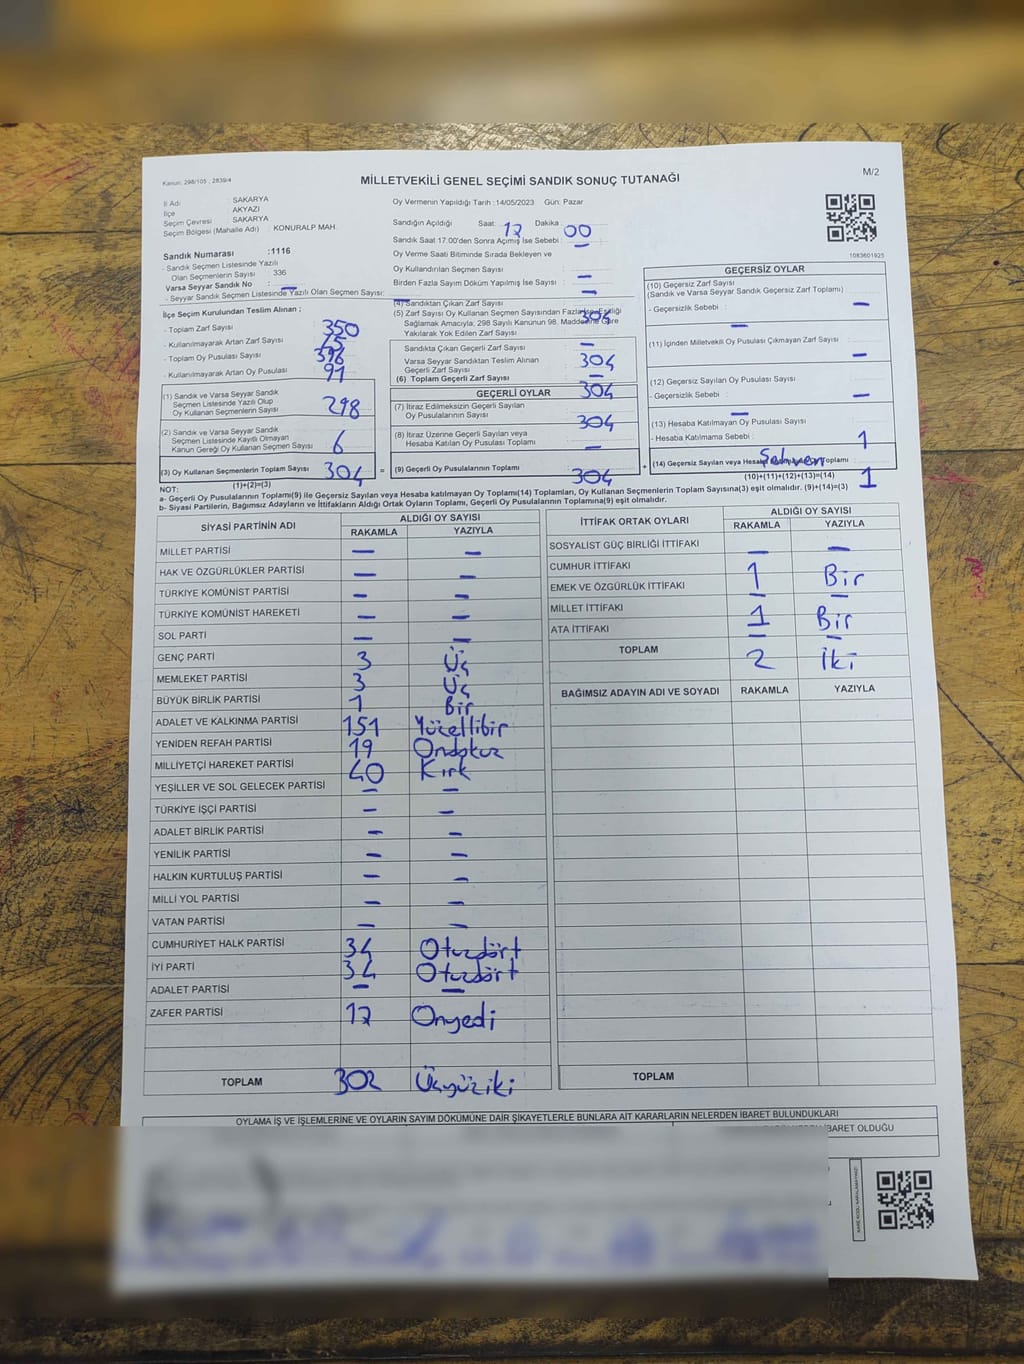 Kanun: 298/105 , 2839/4
MİLLETVEKİLİ GENEL SEÇİMİ SANDIK SONUÇ TUTANAĞI
M/2
İl Adı : SAKARYA
İlçe : AKYAZI
Seçim Çevresi : SAKARYA
Seçim Bölgesi (Mahalle Adı) : KONURALP MAH.
Oy Vermenin Yapıldığı Tarih :14/05/2023 Gün: Pazar
Sandığın Açıldığı Saat: 17 Dakika : 00
Sandık Saat 17.00'den Sonra Açımış İse Sebebi : –
Oy Verme Saati Bitiminde Sırada Bekleyen ve
Oy Kullandırılan Seçmen Sayısı : –
Birden Fazla Sayım Döküm Yapılmış İse Sayısı : –
1083601925
Sandık Numarası :1116
- Sandık Seçmen Listesinde Yazılı
Olan Seçmenlerin Sayısı : 336
Varsa Seyyar Sandık No : –
- Seyyar Sandık Seçmen Listesinde Yazılı Olan Seçmen Sayısı: –
İlçe Seçim Kurulundan Teslim Alınan ;
- Toplam Zarf Sayısı : 350
- Kullanılmayarak Artan Zarf Sayısı :
- Toplam Oy Pusulası Sayısı : 396
- Kullanılmayarak Artan Oy Pusulası : 91
(1) Sandık ve Varsa Seyyar Sandık
Seçmen Listesinde Yazılı Olup
Oy Kullanan Seçmenlerin Sayısı : 298
(2) Sandık ve Varsa Seyyar Sandık
Seçmen Listesinde Kayıtlı Olmayan
Kanun Gereği Oy Kullanan Seçmen Sayısı : 6
(3) Oy Kullanan Seçmenlerin Toplam Sayısı : 304 =
(1)+(2)=(3)
(4) Sandıktan Çıkan Zarf Sayısı : 304
(5) Zarf Sayısı Oy Kullanan Seçmen Sayısından Fazla İse, Eşitliği
Sağlamak Amacıyla; 298 Sayılı Kanunun 98. Maddesine Göre
Yakılarak Yok Edilen Zarf Sayısı : –
Sandıkta Çıkan Geçerli Zarf Sayısı : 304
Varsa Seyyar Sandıktan Teslim Alınan
Geçerli Zarf Sayısı : –
(6) Toplam Geçerli Zarf Sayısı : 304
GEÇERLİ OYLAR
(7) İtiraz Edilmeksizin Geçerli Sayılan
Oy Pusulalarının Sayısı : 304
(8) İtiraz Üzerine Geçerli Sayılan ve
Hesaba Katılan Oy Pusulası Toplamı : –
(9) Geçerli Oy Pusulalarının Toplamı : 304 +
GEÇERSİZ OYLAR
(10) Geçersiz Zarf Sayısı :
(Sandık ve Varsa Seyyar Sandık Geçersiz Zarf Toplamı) –
- Geçersizlik Sebebi : –
(11) İçinden Milletvekili Oy Pusulası Çıkmayan Zarf Sayısı : –
(12) Geçersiz Sayılan Oy Pusulası Sayısı : –
- Geçersizlik Sebebi : –
(13) Hesaba Katılmayan Oy Pusulası Sayısı : 1
- Hesaba Katılmama Sebebi : Sehven
(14) Geçersiz Sayılan veya Hesaba Katılmayan Oy Toplamı : 1
(10)+(11)+(12)+(13)=(14)
NOT:
a- Geçerli Oy Pusulalarının Toplamı(9) ile Geçersiz Sayılan veya Hesaba katılmayan Oy Toplamı(14) Toplamları, Oy Kullanan Seçmenlerin Toplam Sayısına(3) eşit olmalıdır. (9)+(14)=(3)
b- Siyasi Partilerin, Bağımsız Adayların ve İttifakların Aldığı Oyların Toplamı, Geçerli Oy Pusulalarının Toplamına(9) eşit olmalıdır.
SİYASİ PARTİNİN ADI ALDIĞI OY SAYISI
RAKAMLA YAZIYLA
MİLLET PARTİSİ – –
HAK VE ÖZGÜRLÜKLER PARTİSİ – –
TÜRKİYE KOMÜNİST PARTİSİ – –
TÜRKİYE KOMÜNİST HAREKETİ – –
SOL PARTİ – –
GENÇ PARTİ 3 Üç
MEMLEKET PARTİSİ 3 Üç
BÜYÜK BİRLİK PARTİSİ 1 Bir
ADALET VE KALKINMA PARTİSİ 151 Yüzellibir
YENİDEN REFAH PARTİSİ 19 Ondokuz
MİLLİYETÇİ HAREKET PARTİSİ 40 Kırk
YEŞİLLER VE SOL GELECEK PARTİSİ – –
TÜRKİYE İŞÇİ PARTİSİ – –
ADALET BİRLİK PARTİSİ – –
YENİLİK PARTİSİ – –
HALKIN KURTULUŞ PARTİSİ – –
MİLLİ YOL PARTİSİ – –
VATAN PARTİSİ – –
CUMHURİYET HALK PARTİSİ 34 Otuzdört
İYİ PARTİ 34 Otuzdört
ADALET PARTİSİ – –
ZAFER PARTİSİ 17 Onyedi
TOPLAM 302 Üçyüziki
İTTİFAK ORTAK OYLARI ALDIĞI OY SAYISI
RAKAMLA YAZIYLA
SOSYALİST GÜÇ BİRLİĞİ İTTİFAKI – –
CUMHUR İTTİFAKI 1 Bir
EMEK VE ÖZGÜRLÜK İTTİFAKI – –
MİLLET İTTİFAKI 1 Bir
ATA İTTİFAKI – –
TOPLAM 2 İki
BAĞIMSIZ ADAYIN ADI VE SOYADI RAKAMLA YAZIYLA
TOPLAM
OYLAMA İŞ VE İŞLEMLERİNE VE OYLARIN SAYIM DÖKÜMÜNE DAİR ŞİKAYETLERLE BUNLARA AİT KARARLARIN NELERDEN İBARET BULUNDUKLARI
İBARET OLDUĞU